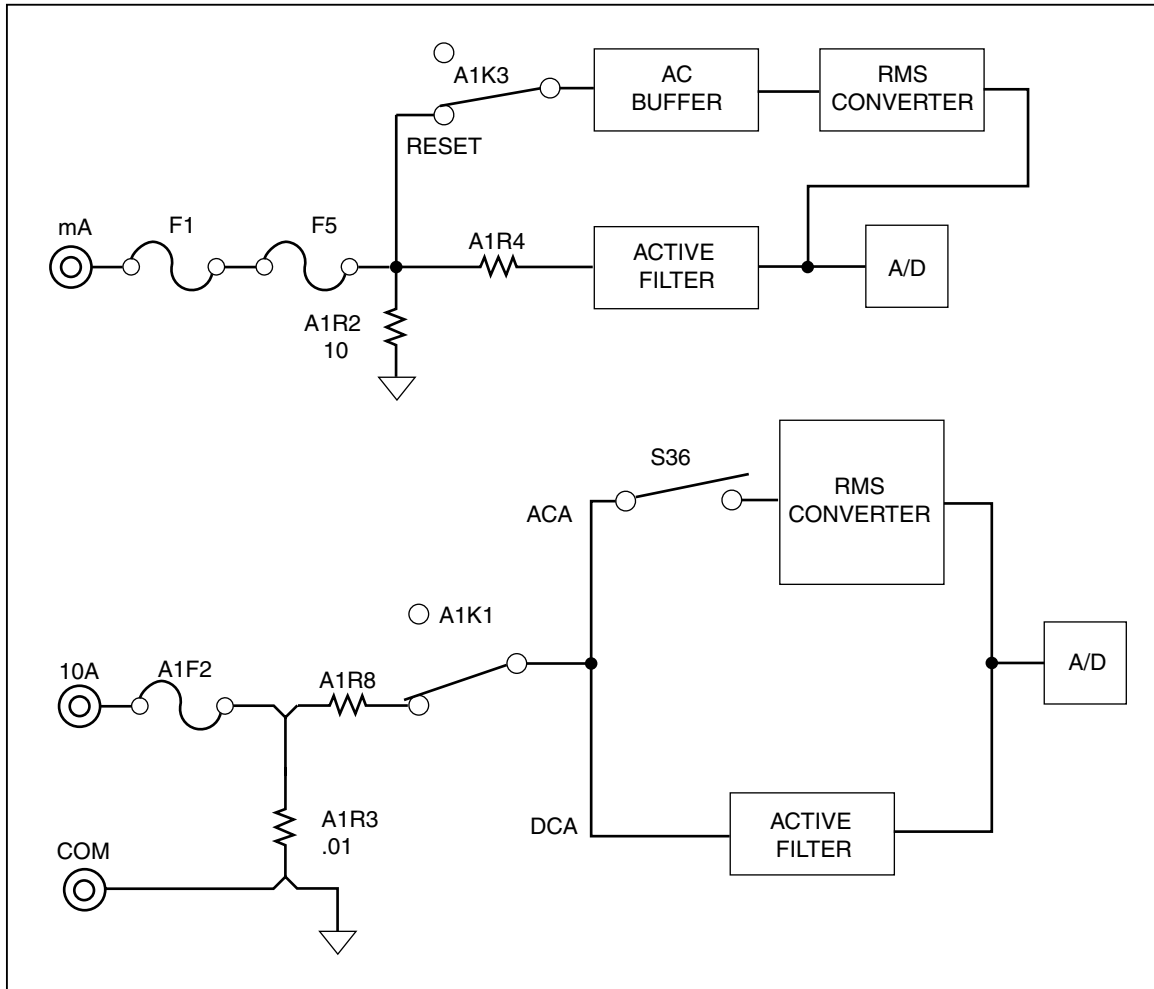 A1K3
AC
BUFFER
RMS
CONVERTER
RESET
mA
F1
F5
A1R4
ACTIVE
FILTER
A/D
A1R2
10
S36
ACA
RMS
CONVERTER
A1K1
10A
A1F2
A1R8
A/D
A1R3
.01
DCA
ACTIVE
FILTER
COM